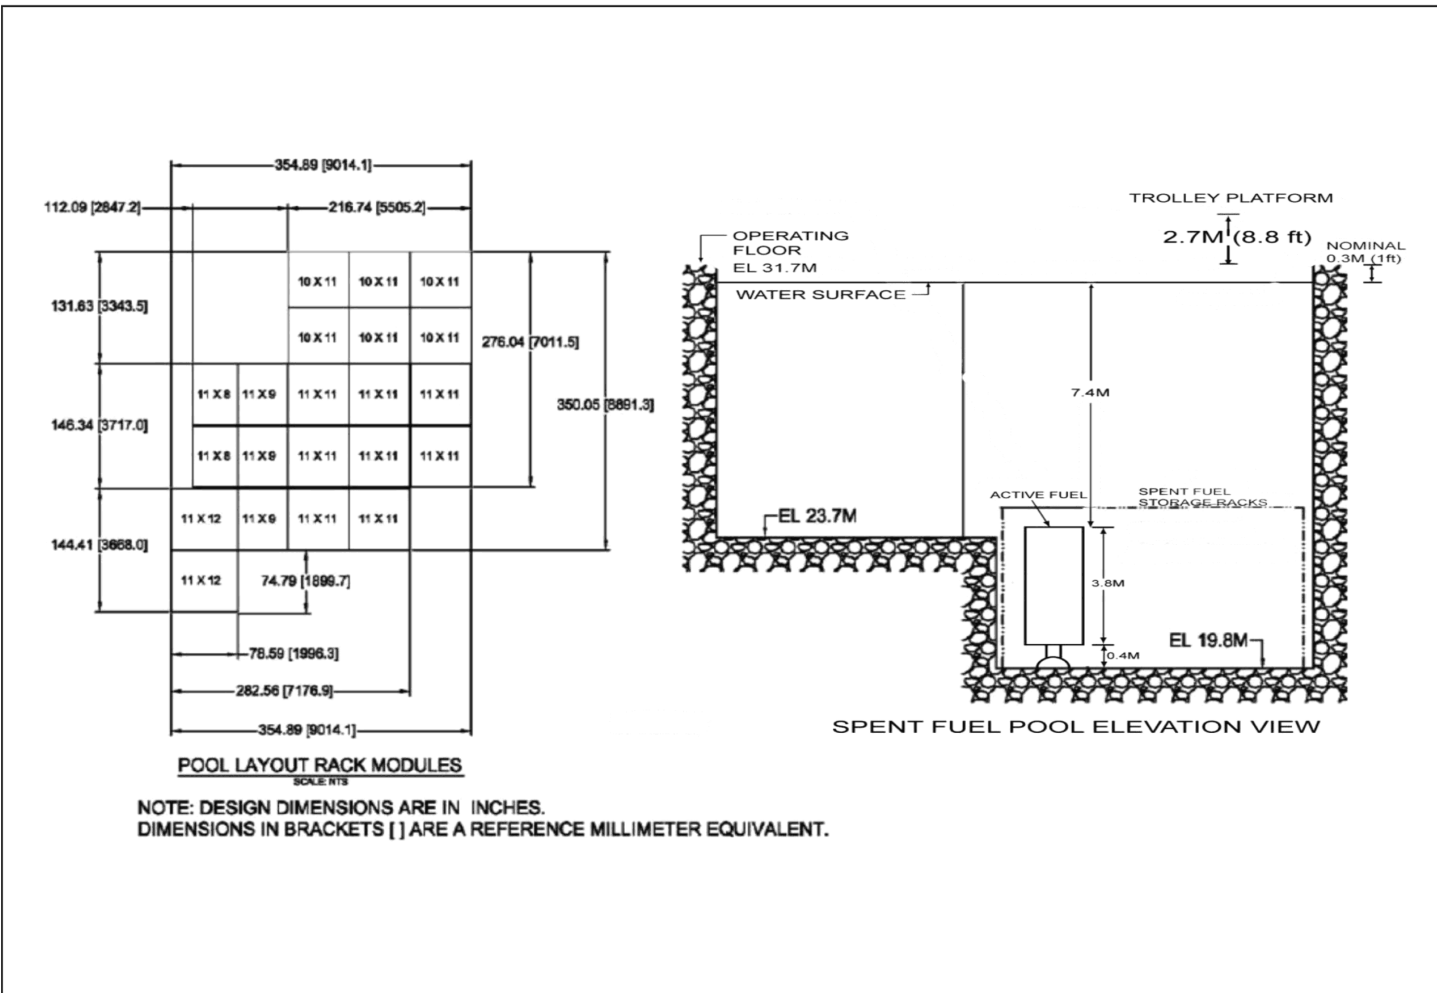 354.89 [9014.1]
112.09 [2847.2]
216.74 [5505.2]
10 X 11 10 X 11 10 X 11
131.63 [3343.5]
10 X 11 10 X 11 10 X 11
276.04 [7011.5]
11 X 8 11 X 9 11 X 11 11 X 11 11 X 11
350.05 [8891.3]
146.34 [3717.0]
11 X 8 11 X 9 11 X 11 11 X 11 11 X 11
11 X 12 11 X 9 11 X 11 11 X 11
144.41 [3668.0]
11 X 12
74.79 [1899.7]
78.59 [1996.3]
282.56 [7176.9]
354.89 [9014.1]
POOL LAYOUT RACK MODULES
SCALE: NTS
NOTE: DESIGN DIMENSIONS ARE IN INCHES.
DIMENSIONS IN BRACKETS [ ] ARE A REFERENCE MILLIMETER EQUIVALENT.
TROLLEY PLATFORM
2.7M (8.8 ft)
NOMINAL
0.3M (1ft)
OPERATING
FLOOR
EL 31.7M
WATER SURFACE
7.4M
ACTIVE FUEL
SPENT FUEL
STORAGE RACKS
EL 23.7M
3.8M
EL 19.8M
0.4M
SPENT FUEL POOL ELEVATION VIEW